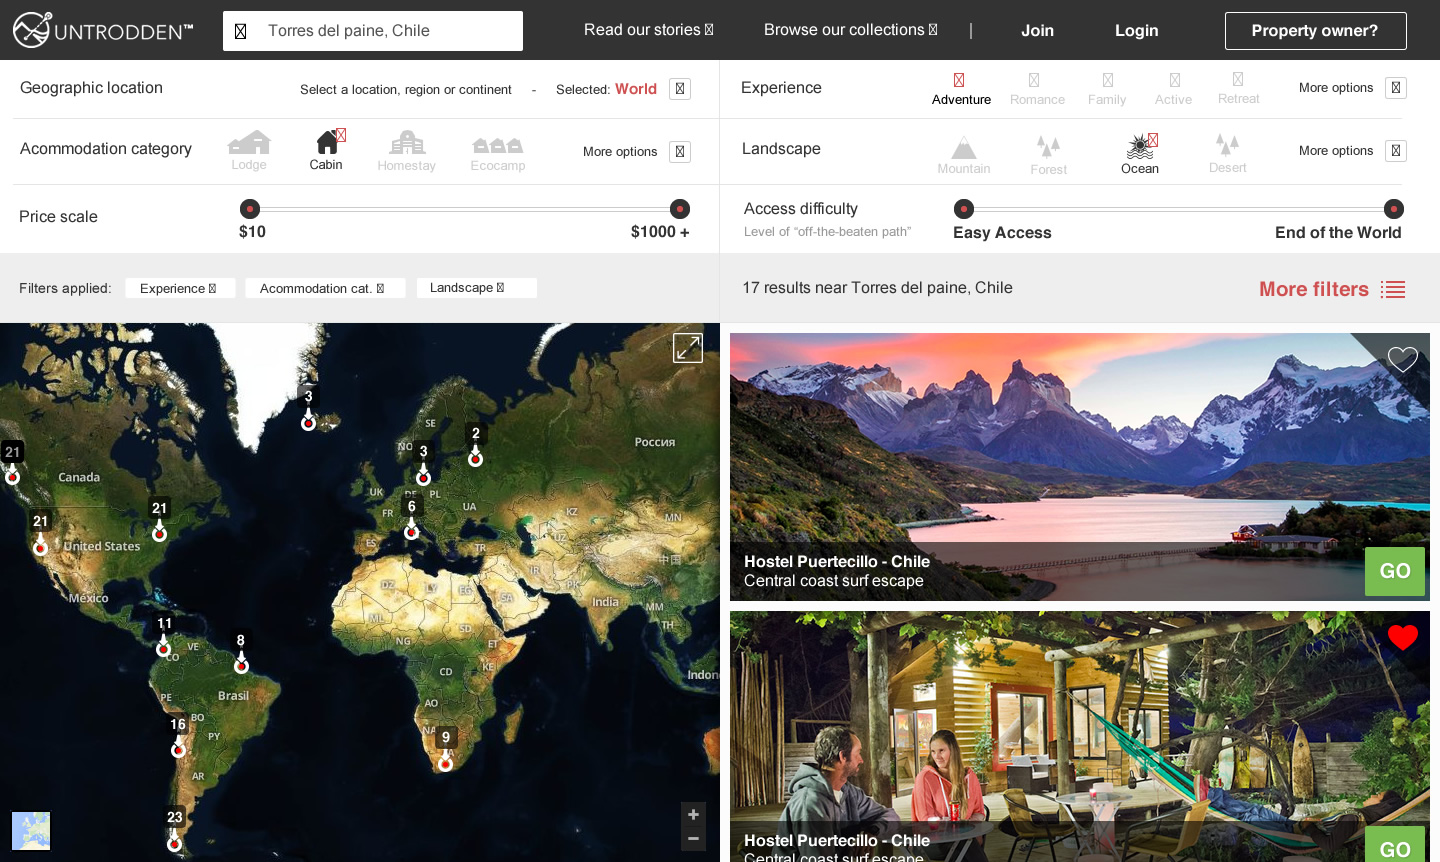 UNTRODDEN™
Torres del paine, Chile
Read our stories
Browse our collections
|
Join
Login
Property owner?
Geographic location
Select a location, region or continent - Selected: World
Experience
Adventure
Romance
Family
Active
Retreat
More options
Acommodation category
Lodge
Cabin
Homestay
Ecocamp
More options
Landscape
Mountain
Forest
Ocean
Desert
More options
Price scale
$10
$1000 +
Access difficulty
Level of “off-the-beaten path”
Easy Access
End of the World
Filters applied:
Experience
Acommodation cat.
Landscape
17 results near Torres del paine, Chile
More filters
3
SE
2
Россия
NO
3
21
Canada
UK
DE
PL
21
6
UA
FR
KZ
MN
21
United States
ES
TR
UZ
中国
IR
PK
México
DZ
LY
EG
SA
India
MM
ML
TH
11
NG
SD
8
VE
ET
CO
KE
CD
Indon
PE
Brasil
AO
16
BO
NA
9
ZA
PY
AR
23
+
−
Hostel Puertecillo - Chile
Central coast surf escape
GO
Hostel Puertecillo - Chile
Central coast surf escape
GO